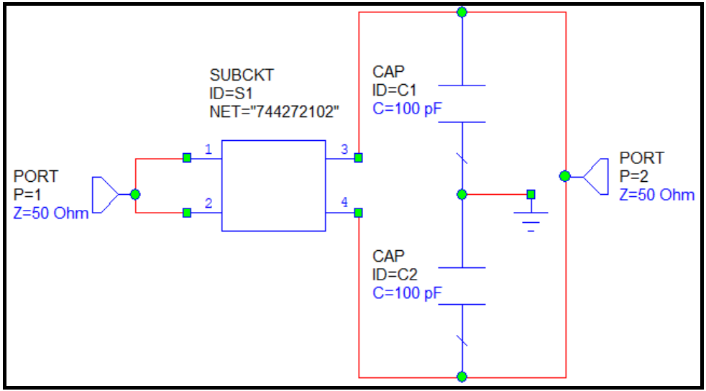 SUBCKT
ID=S1
NET="744272102"
CAP
ID=C1
C=100 pF
1
3
PORT
P=1
Z=50 Ohm
2
4
PORT
P=2
Z=50 Ohm
CAP
ID=C2
C=100 pF